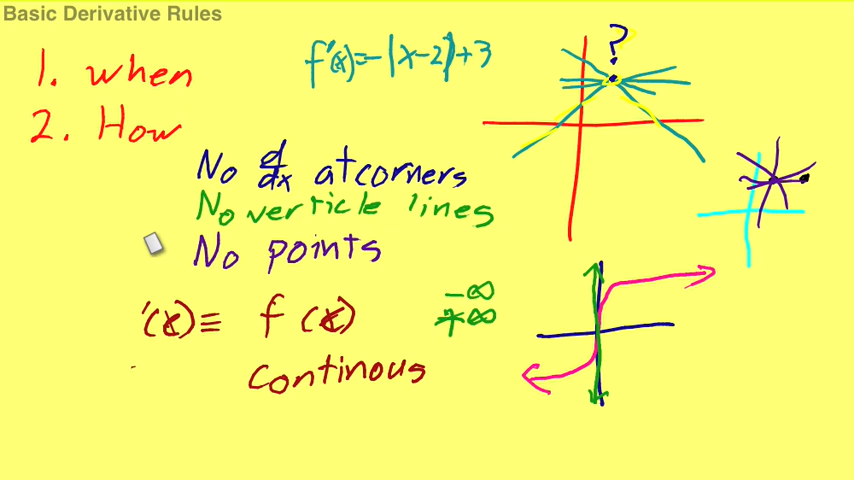 Basic Derivative Rules
1. when
2. How
f'(x)=-|x-2|+3
?
No d/dx at corners
No verticle lines
No points
'(x)≡ f(x)
-∞
+∞
continous